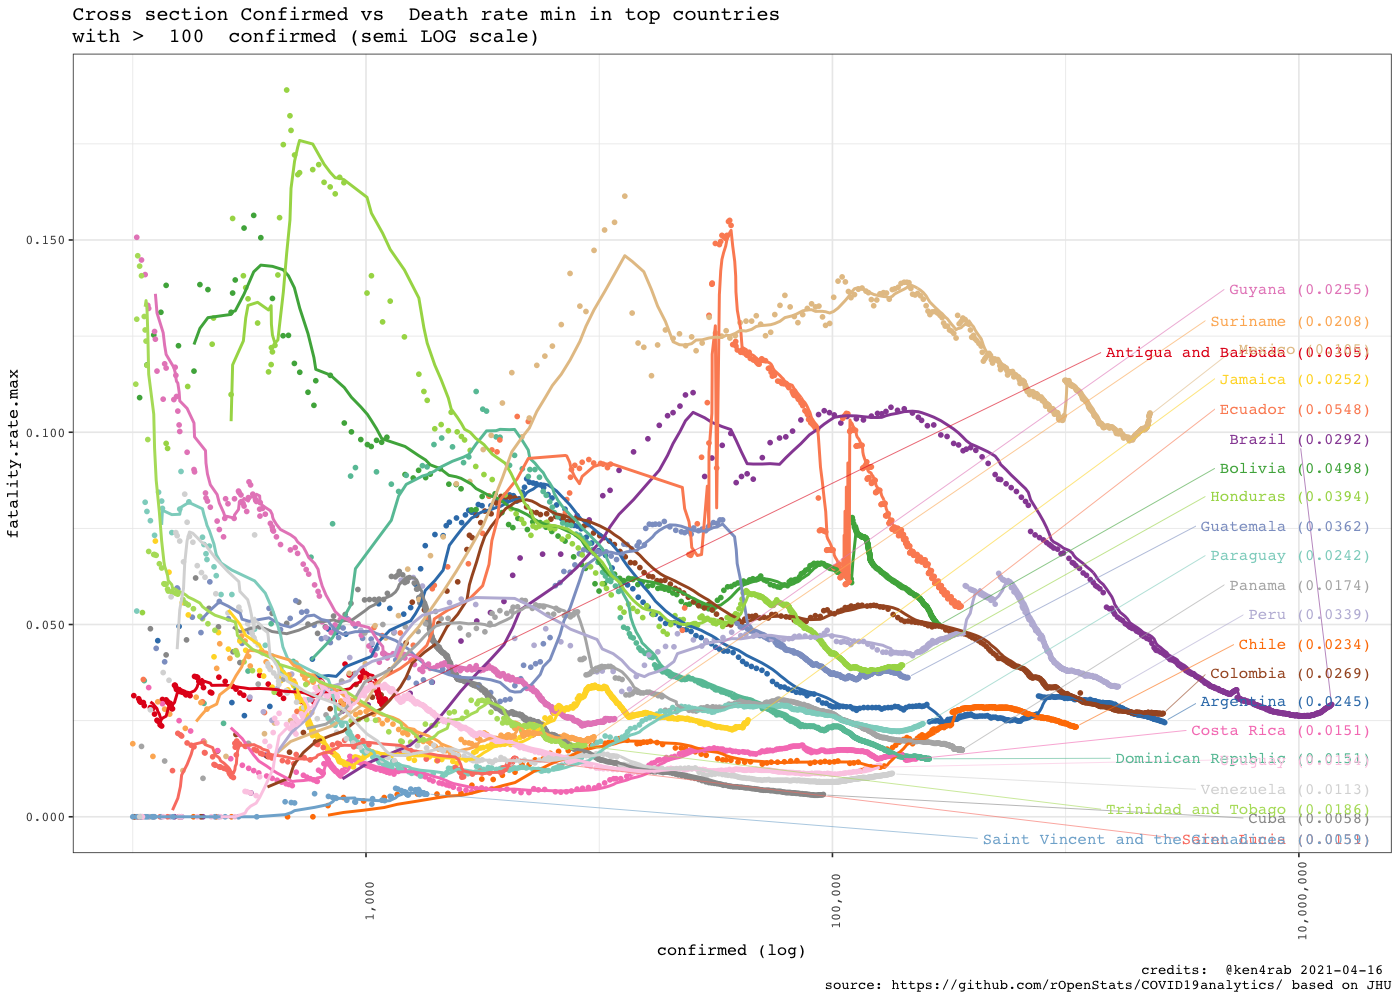 Cross section Confirmed vs  Death rate min in top countries
with >  100  confirmed (semi LOG scale)
fatality.rate.max
0.150
0.100
0.050
0.000
Guyana (0.0255)
Suriname (0.0208)
Antigua and Barbuda (0.0305)
Jamaica (0.0252)
Ecuador (0.0548)
Brazil (0.0292)
Bolivia (0.0498)
Honduras (0.0394)
Guatemala (0.0362)
Paraguay (0.0242)
Panama (0.0174)
Peru (0.0339)
Chile (0.0234)
Colombia (0.0269)
Argentina (0.0245)
Costa Rica (0.0151)
Dominican Republic (0.0151)
Venezuela (0.0113)
Trinidad and Tobago (0.0186)
Cuba (0.0058)
Saint Vincent and the Grenadines
1,000
100,000
10,000,000
confirmed (log)
credits:  @ken4rab 2021-04-16
source: https://github.com/rOpenStats/COVID19analytics/ based on JHU